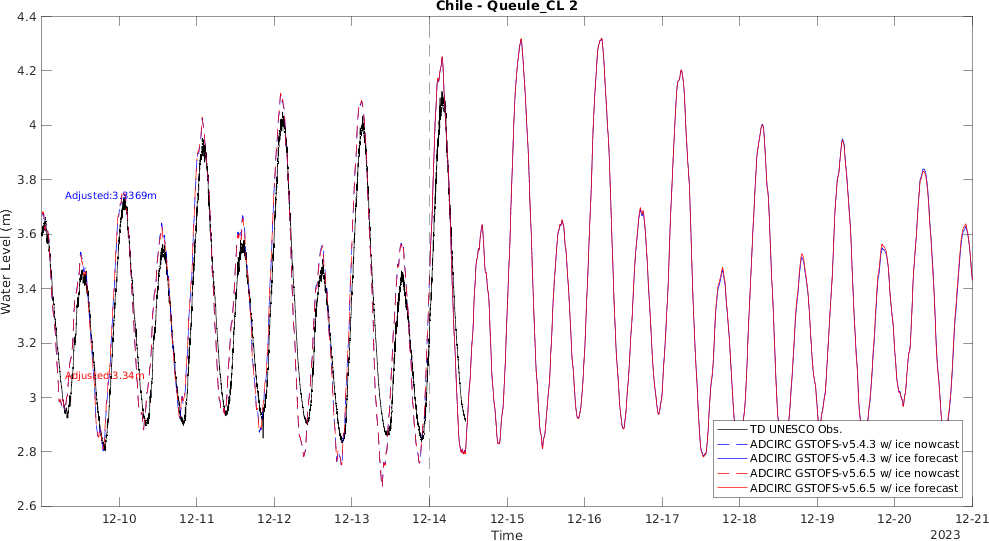 Chile - Queule_CL 2
4.4
4.2
4
3.8
3.6
3.4
3.2
3
2.8
2.6
Water Level (m)
Adjusted:3.3369m
Adjusted:3.34m
TD UNESCO Obs.
ADCIRC GSTOFS-v5.4.3 w/ ice nowcast
ADCIRC GSTOFS-v5.4.3 w/ ice forecast
ADCIRC GSTOFS-v5.6.5 w/ ice nowcast
ADCIRC GSTOFS-v5.6.5 w/ ice forecast
12-10 12-11 12-12 12-13 12-14 12-15 12-16 12-17 12-18 12-19 12-20 12-21
Time
2023